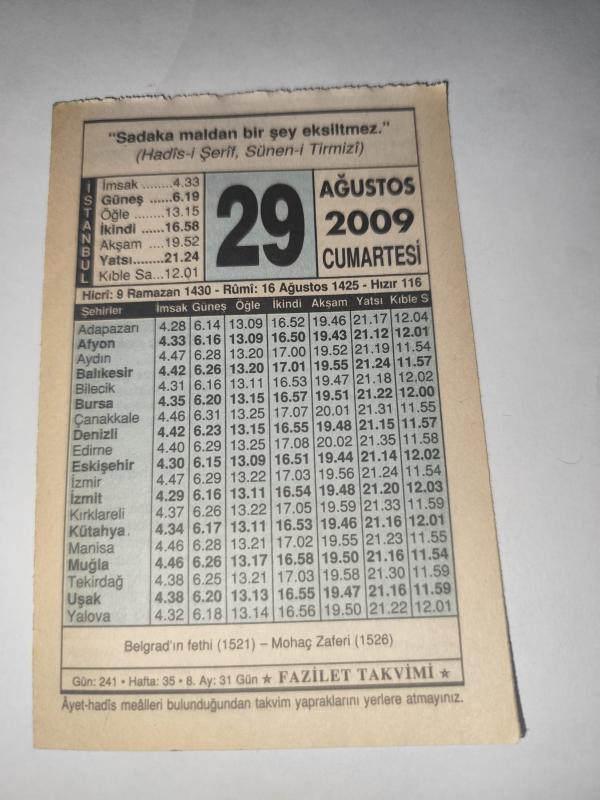 "Sadaka maldan bir şey eksiltmez."
(Hadîs-i Şerîf, Sünen-i Tirmizî)
İSTANBUL
İmsak ........4.33
Güneş ......6.19
Öğle ........13.15
İkindi ......16.58
Akşam ....19.52
Yatsı........21.24
Kıble Sa...12.01
29
AĞUSTOS
2009
CUMARTESİ
Hicrî: 9 Ramazan 1430 - Rûmî: 16 Ağustos 1425 - Hızır 116
Şehirler İmsak Güneş Öğle İkindi Akşam Yatsı Kıble S
Adapazarı 4.28 6.14 13.09 16.52 19.46 21.17 12.04
Afyon 4.33 6.16 13.09 16.50 19.43 21.12 12.01
Aydın 4.47 6.28 13.20 17.00 19.52 21.19 11.54
Balıkesir 4.42 6.26 13.20 17.01 19.55 21.24 11.57
Bilecik 4.31 6.16 13.11 16.53 19.47 21.18 12.02
Bursa 4.35 6.20 13.15 16.57 19.51 21.22 12.00
Çanakkale 4.46 6.31 13.25 17.07 20.01 21.31 11.55
Denizli 4.42 6.23 13.15 16.55 19.48 21.15 11.57
Edirne 4.40 6.29 13.25 17.08 20.02 21.35 11.58
Eskişehir 4.30 6.15 13.09 16.51 19.44 21.14 12.02
İzmir 4.47 6.29 13.22 17.03 19.56 21.24 11.54
İzmit 4.29 6.16 13.11 16.54 19.48 21.20 12.03
Kırklareli 4.37 6.26 13.22 17.05 19.59 21.33 11.59
Kütahya 4.34 6.17 13.11 16.53 19.46 21.16 12.01
Manisa 4.46 6.28 13.21 17.02 19.55 21.23 11.55
Muğla 4.46 6.26 13.17 16.58 19.50 21.16 11.54
Tekirdağ 4.38 6.25 13.21 17.03 19.58 21.30 11.59
Uşak 4.38 6.20 13.13 16.55 19.47 21.16 11.59
Yalova 4.32 6.18 13.14 16.56 19.50 21.22 12.01
Belgrad'ın fethi (1521) – Mohaç Zaferi (1526)
Gün: 241 • Hafta: 35 • 8. Ay: 31 Gün ★ FAZİLET TAKVİMİ ★
Âyet-hadîs meâlleri bulunduğundan takvim yapraklarını yerlere atmayınız.